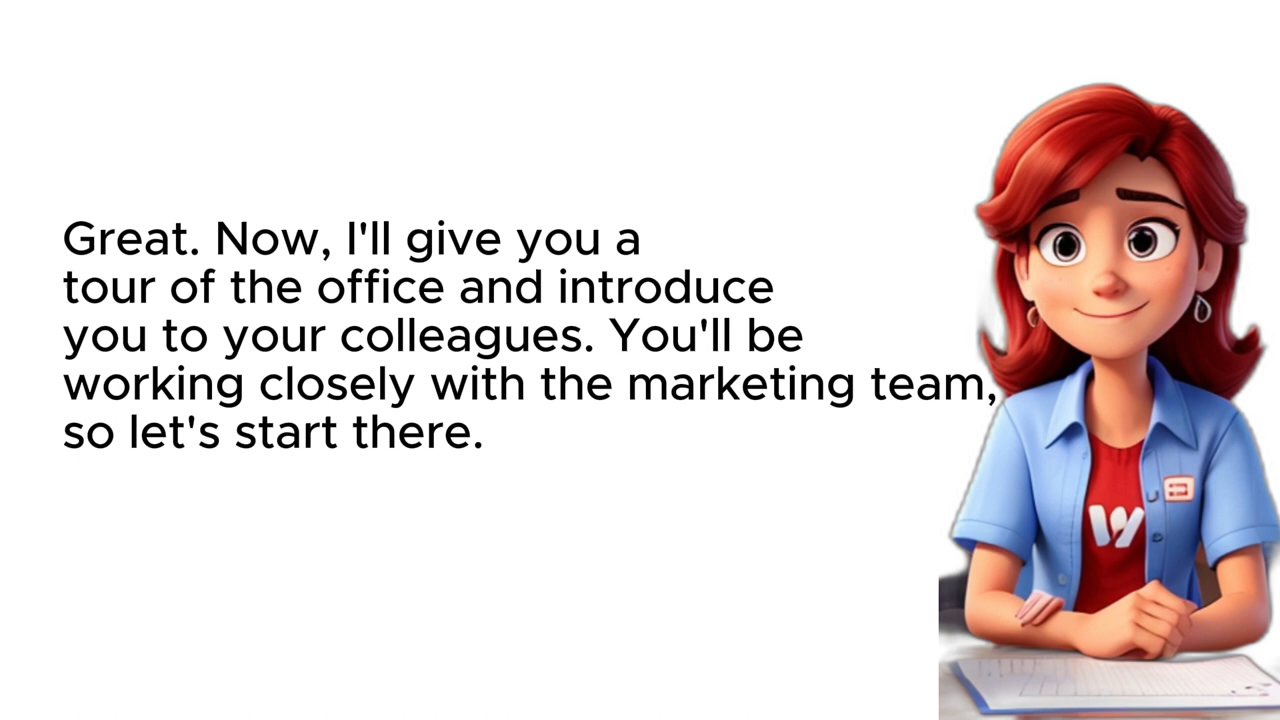 Great. Now, I'll give you a
tour of the office and introduce
you to your colleagues. You'll be
working closely with the marketing team,
so let's start there.